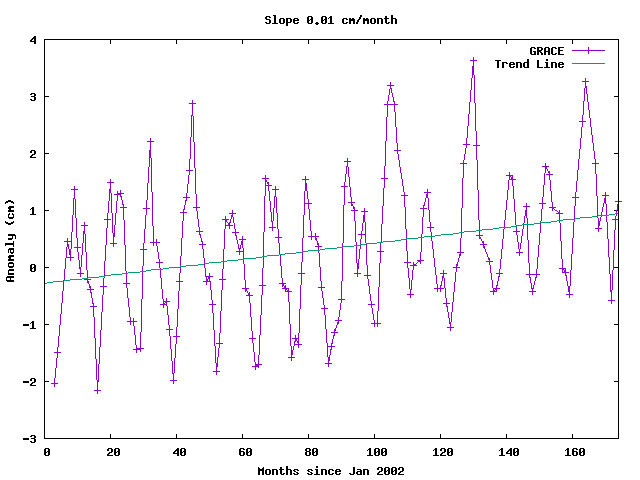 Slope 0.01 cm/month
GRACE
Trend Line
4
3
2
1
0
-1
-2
-3
Anomaly (cm)
0 20 40 60 80 100 120 140 160
Months since Jan 2002